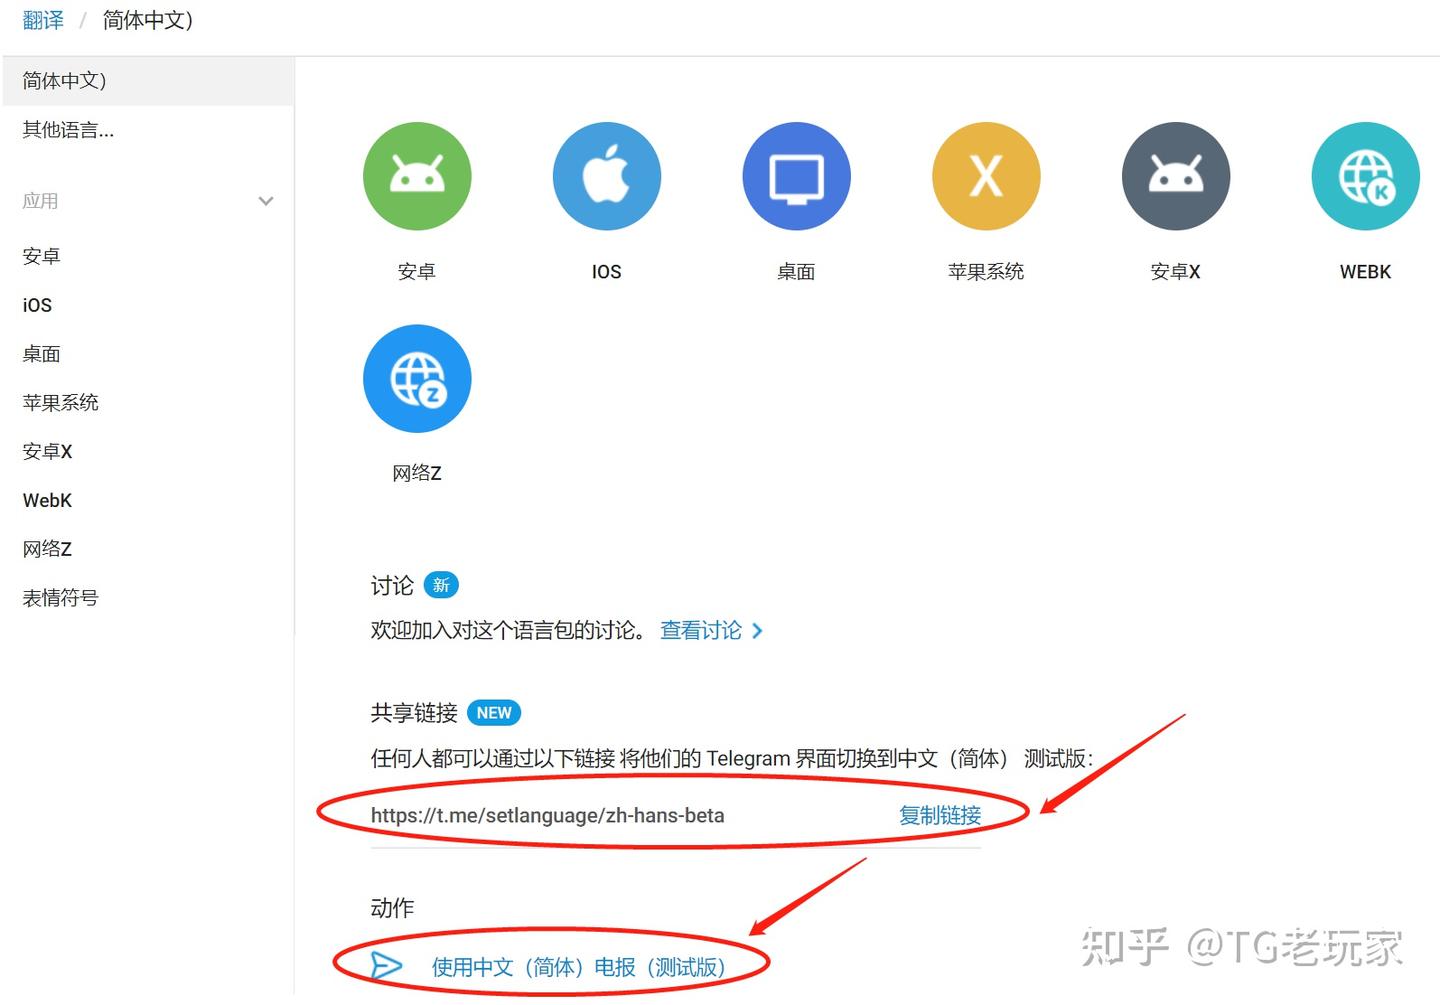 翻译 / 简体中文)
简体中文)
其他语言...
应用
安卓
iOS
桌面
苹果系统
安卓X
WebK
网络Z
表情符号
安卓
IOS
桌面
X
苹果系统
安卓X
K
WEBK
Z
网络Z
讨论 新
欢迎加入对这个语言包的讨论。 查看讨论
共享链接 NEW
任何人都可以通过以下链接 将他们的 Telegram 界面切换到中文（简体） 测试版：
https://t.me/setlanguage/zh-hans-beta 复制链接
动作
使用中文（简体）电报（测试版）
知乎 @TG老玩家